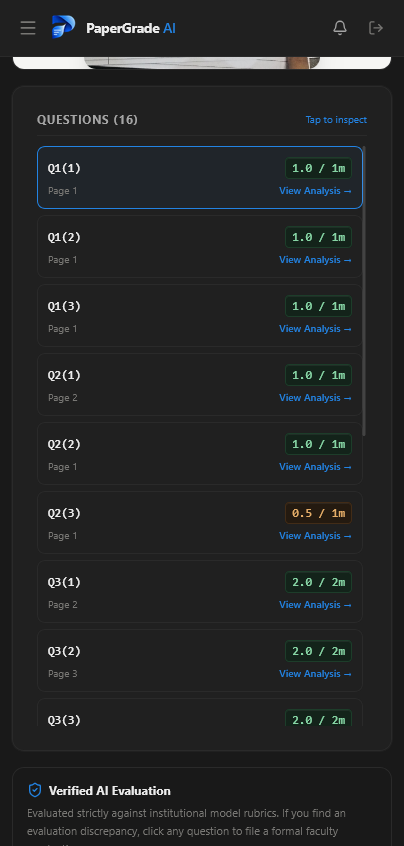 PaperGrade AI
QUESTIONS (16)
Tap to inspect
Q1(1)
1.0 / 1m
Page 1
View Analysis →
Q1(2)
1.0 / 1m
Page 1
View Analysis →
Q1(3)
1.0 / 1m
Page 1
View Analysis →
Q2(1)
1.0 / 1m
Page 2
View Analysis →
Q2(2)
1.0 / 1m
Page 1
View Analysis →
Q2(3)
0.5 / 1m
Page 1
View Analysis →
Q3(1)
2.0 / 2m
Page 2
View Analysis →
Q3(2)
2.0 / 2m
Page 3
View Analysis →
Q3(3)
2.0 / 2m
Verified AI Evaluation
Evaluated strictly against institutional model rubrics. If you find an
evaluation discrepancy, click any question to file a formal faculty